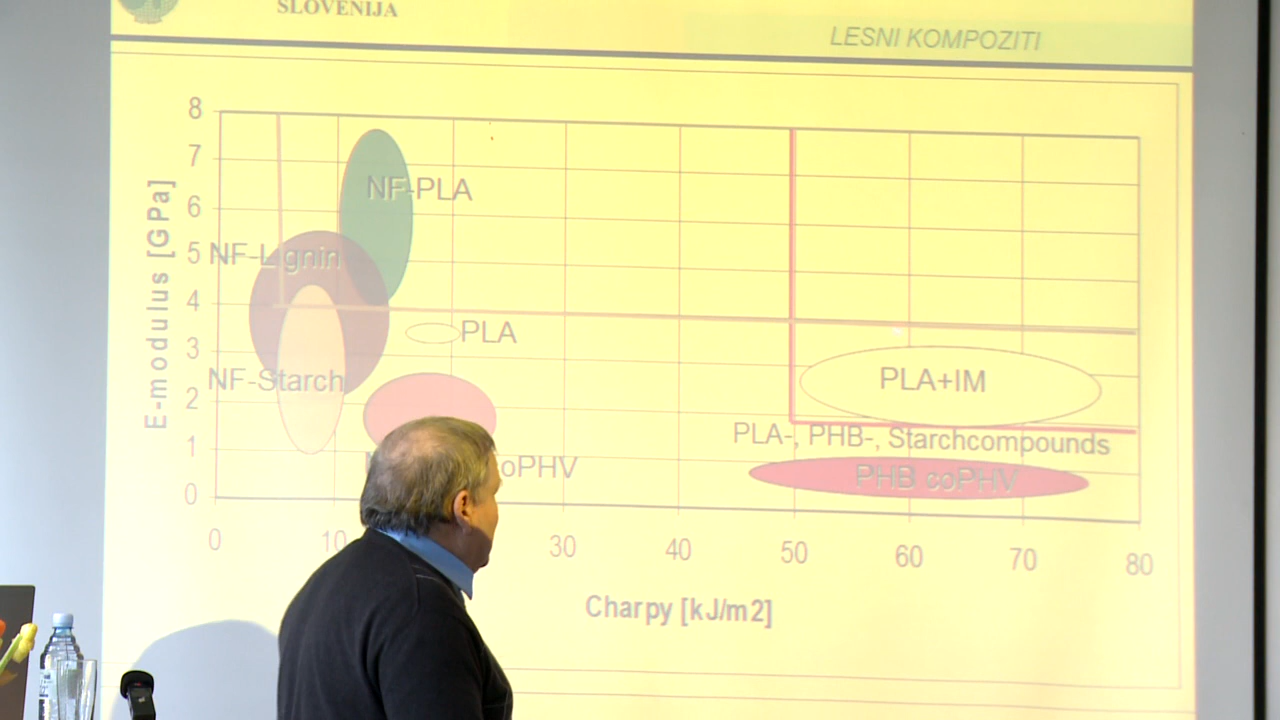 SLOVENIJA
LESNI KOMPOZITI
8
7
6
5
4
3
2
1
0
E-modulus [GPa]
NF-PLA
NF-Lignin
PLA
NF-Starch
PLA+IM
PLA-, PHB-, Starchcompounds
coPHV
PHB coPHV
0
10
30
40
50
60
70
80
Charpy [kJ/m2]